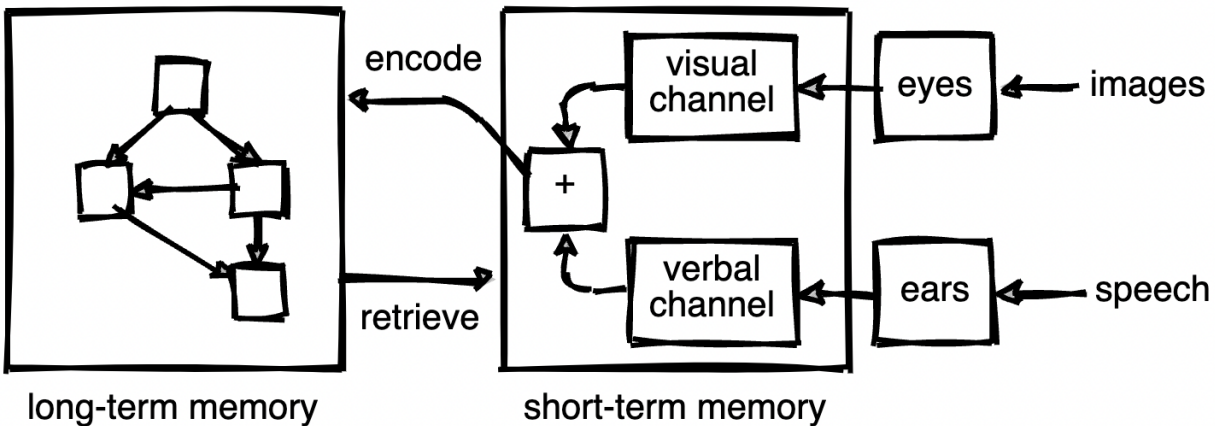 encode
visual
channel
eyes
images
+
verbal
channel
ears
speech
retrieve
long-term memory
short-term memory